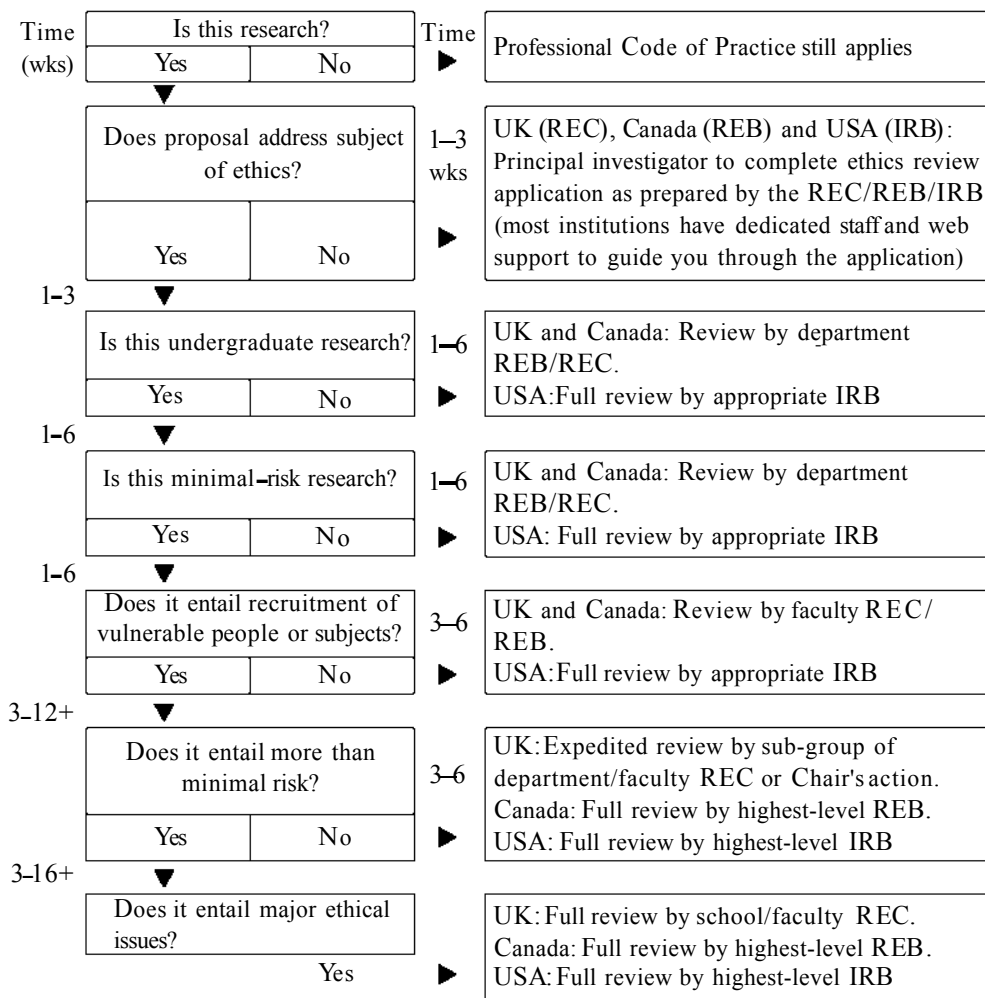 Time
(wks)
Is this research?
Yes No
Time
Professional Code of Practice still applies
Does proposal address subject
of ethics?
Yes No
1–3
wks
UK (REC), Canada (REB) and USA (IRB):
Principal investigator to complete ethics review
application as prepared by the REC/REB/IRB
(most institutions have dedicated staff and web
support to guide you through the application)
1–3
Is this undergraduate research?
Yes No
1–6
UK and Canada: Review by department
REB/REC.
USA:Full review by appropriate IRB
1–6
Is this minimal–risk research?
Yes No
1–6
UK and Canada: Review by department
REB/REC.
USA: Full review by appropriate IRB
1–6
Does it entail recruitment of
vulnerable people or subjects?
Yes No
3–6
UK and Canada: Review by faculty REC/
REB.
USA:Full review by appropriate IRB
3–12+
Does it entail more than
minimal risk?
Yes No
3–6
UK:Expedited review by sub-group of
department/faculty REC or Chair's action.
Canada: Full review by highest-level REB.
USA: Full review by highest-level IRB
3–16+
Does it entail major ethical
issues?
Yes
UK:Full review by school/faculty REC.
Canada: Full review by highest-level REB.
USA: Full review by highest-level IRB